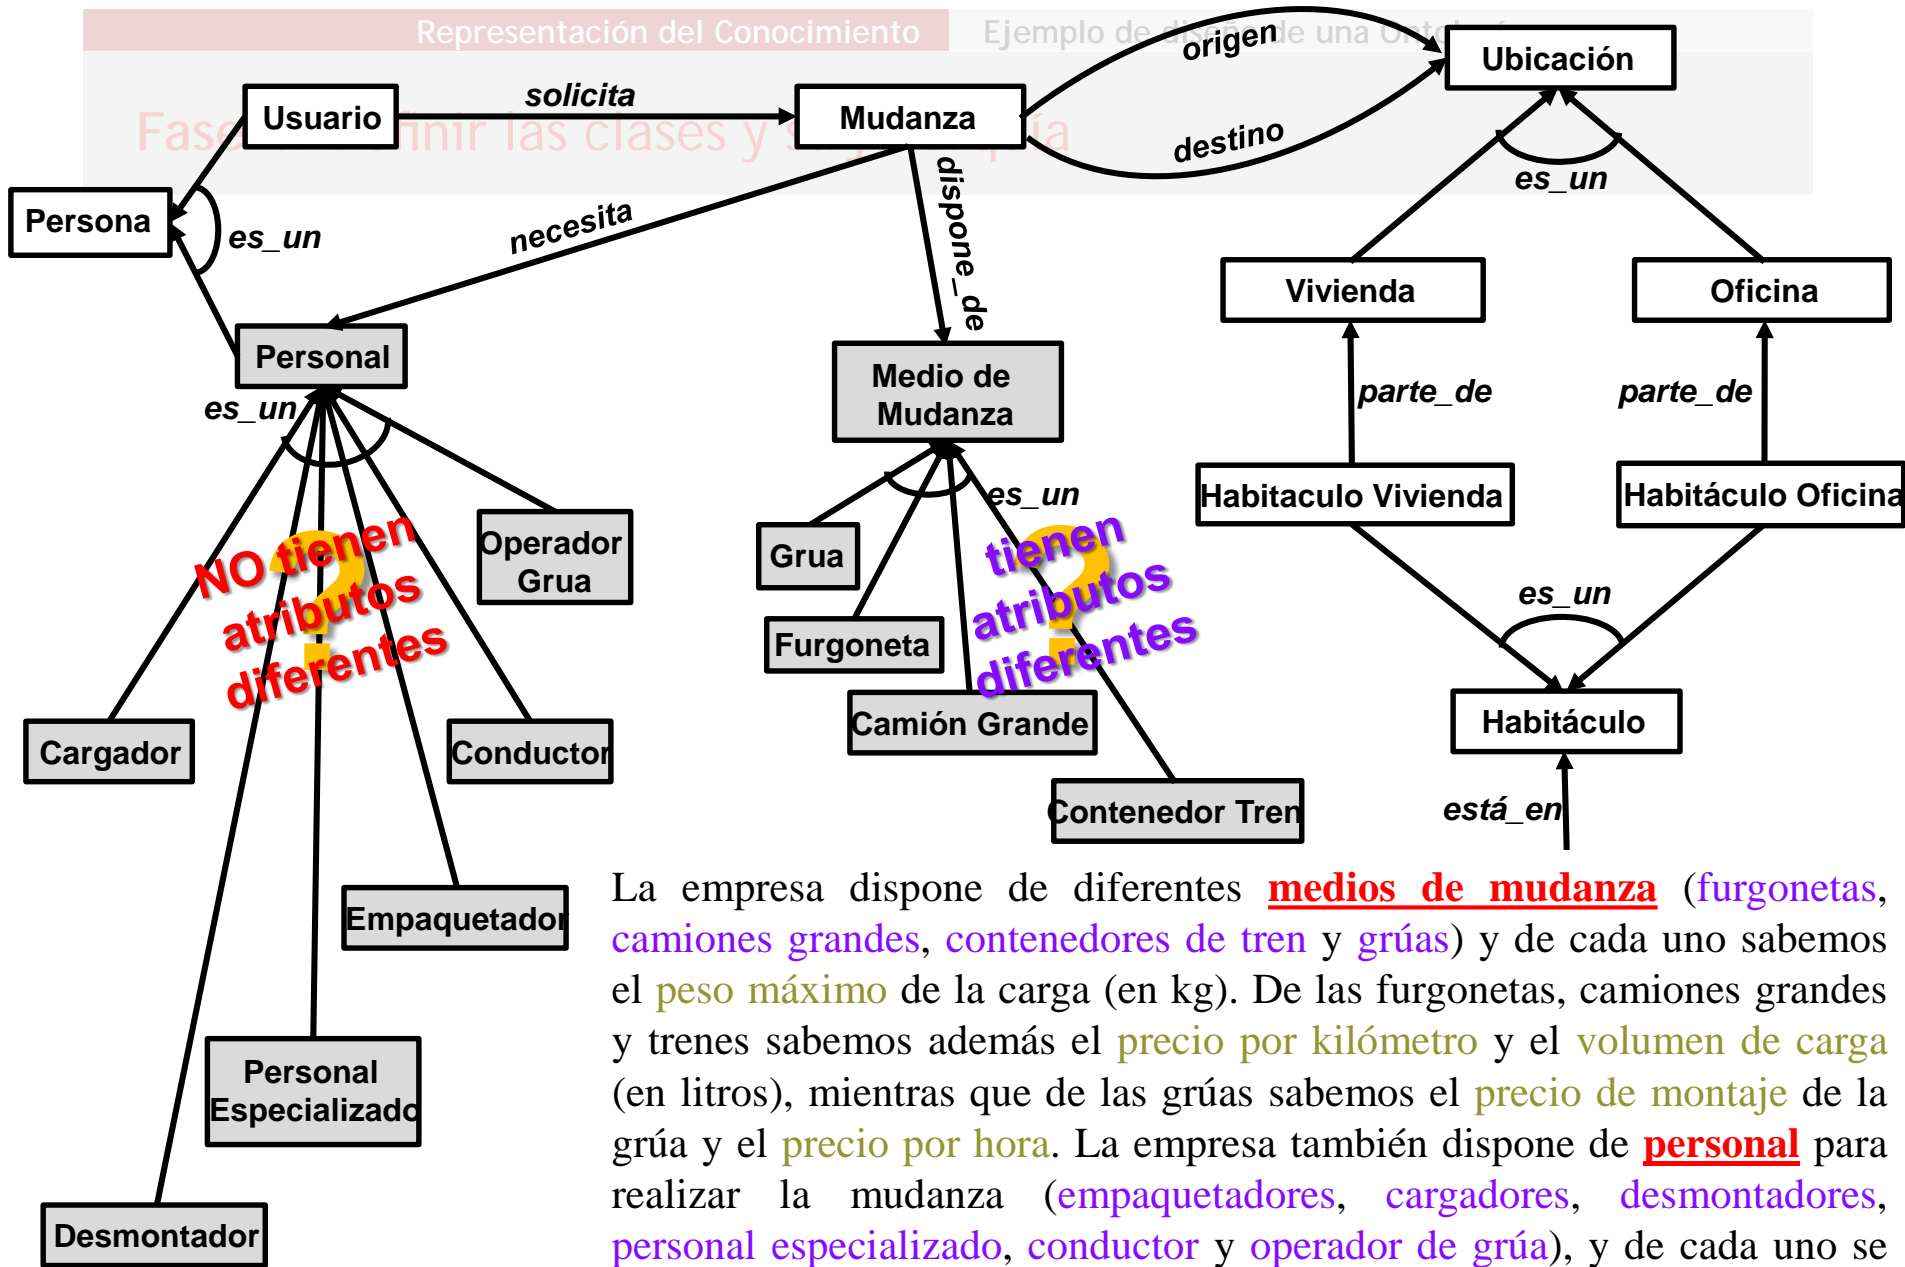 Representación del Conocimiento
Ejemplo de diseño de una
origen
Ubicación
Usuario
solicita
Mudanza
destino
es_un
Persona
es_un
necesita
dispone_de
Vivienda
Oficina
Personal
es_un
Medio de
Mudanza
parte_de
parte_de
es_un
Habitaculo Vivienda
Habitáculo Oficina
Operador
Grua
Grua
NO tienen
atributos
diferentes
?
tienen
atributos
diferentes
?
es_un
Furgoneta
Camión Grande
Habitáculo
Cargador
Conductor
Contenedor Tren
está_en
Empaquetador
Personal
Especializado
Desmontador
La empresa dispone de diferentes medios de mudanza (furgonetas,
camiones grandes, contenedores de tren y grúas) y de cada uno sabemos
el peso máximo de la carga (en kg). De las furgonetas, camiones grandes
y trenes sabemos además el precio por kilómetro y el volumen de carga
(en litros), mientras que de las grúas sabemos el precio de montaje de la
grúa y el precio por hora. La empresa también dispone de personal para
realizar la mudanza (empaquetadores, cargadores, desmontadores,
personal especializado, conductor y operador de grúa), y de cada uno se
las clases y